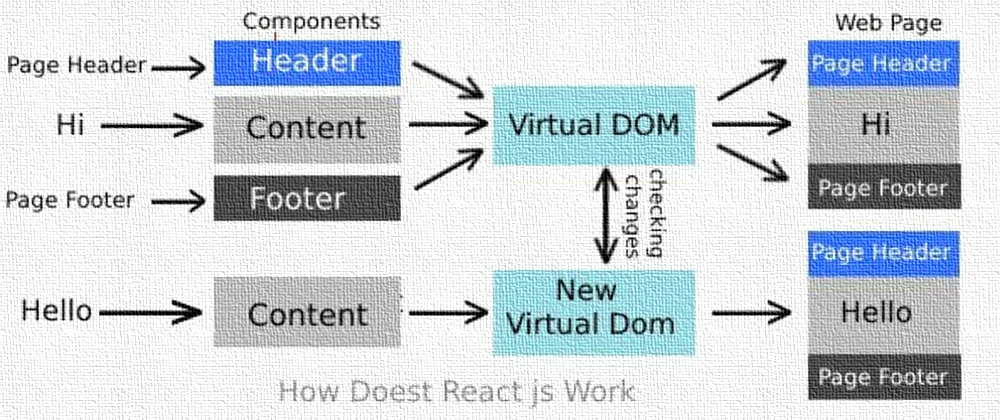 Components
Web Page
Page Header
Header
Page Header
Hi
Content
Virtual DOM
Hi
Page Footer
Footer
Page Footer
checking
changes
Page Header
Hello
Content
New
Virtual Dom
Hello
Page Footer
How Doest React js Work